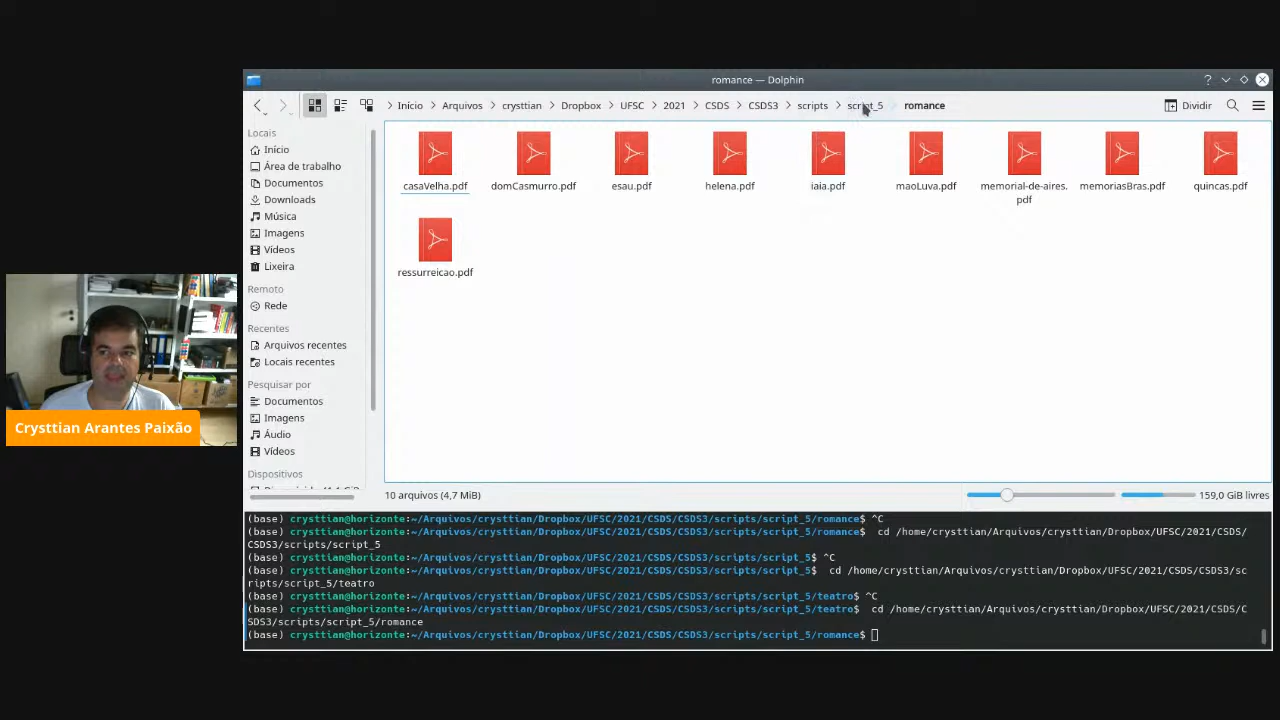 romance — Dolphin
Início > Arquivos > crysttian > Dropbox > UFSC > 2021 > CSDS > CSDS3 > scripts > script_5 romance
Dividir
Locais
Início
Área de trabalho
Documentos
Downloads
Música
Imagens
Vídeos
Lixeira
Remoto
Rede
Recentes
Arquivos recentes
Locais recentes
Pesquisar por
Documentos
Imagens
Áudio
Vídeos
Dispositivos
casaVelha.pdf
domCasmurro.pdf
esau.pdf
helena.pdf
iaia.pdf
maoLuva.pdf
memorial-de-aires.
pdf
memoriasBras.pdf
quincas.pdf
ressurreicao.pdf
10 arquivos (4,7 MiB)
159,0 GiB livres
(base) crysttian@horizonte:~/Arquivos/crysttian/Dropbox/UFSC/2021/CSDS/CSDS3/scripts/script_5/romance$ ^C
(base) crysttian@horizonte:~/Arquivos/crysttian/Dropbox/UFSC/2021/CSDS/CSDS3/scripts/script_5/romance$ cd /home/crysttian/Arquivos/crysttian/Dropbox/UFSC/2021/CSDS/
CSDS3/scripts/script_5
(base) crysttian@horizonte:~/Arquivos/crysttian/Dropbox/UFSC/2021/CSDS/CSDS3/scripts/script_5$ ^C
(base) crysttian@horizonte:~/Arquivos/crysttian/Dropbox/UFSC/2021/CSDS/CSDS3/scripts/script_5$ cd /home/crysttian/Arquivos/crysttian/Dropbox/UFSC/2021/CSDS/CSDS3/sc
ripts/script_5/teatro
(base) crysttian@horizonte:~/Arquivos/crysttian/Dropbox/UFSC/2021/CSDS/CSDS3/scripts/script_5/teatro$ ^C
(base) crysttian@horizonte:~/Arquivos/crysttian/Dropbox/UFSC/2021/CSDS/CSDS3/scripts/script_5/teatro$ cd /home/crysttian/Arquivos/crysttian/Dropbox/UFSC/2021/CSDS/C
SDS3/scripts/script_5/romance
(base) crysttian@horizonte:~/Arquivos/crysttian/Dropbox/UFSC/2021/CSDS/CSDS3/scripts/script_5/romance$
Crysttian Arantes Paixão